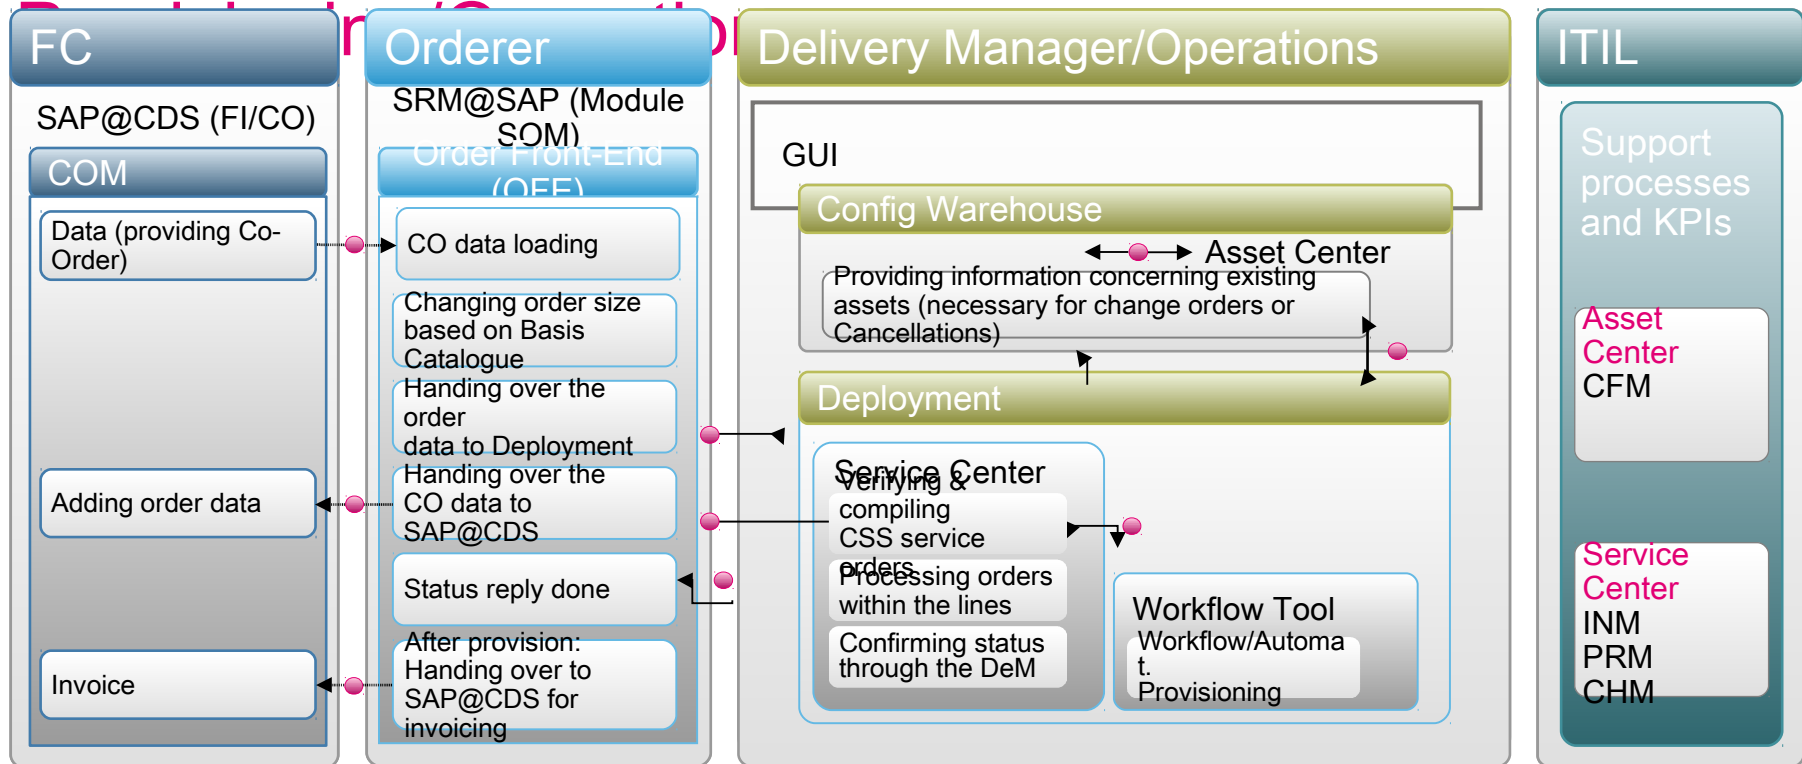 FC
SAP@CDS (FI/CO)
COM
Data (providing Co-
Order)
Adding order data
Invoice
Orderer
SRM@SAP (Module
SOM)
Order Front-End
(OFE)
CO data loading
Changing order size
based on Basis
Catalogue
Handing over the
order
data to Deployment
Handing over the
CO data to
SAP@CDS
Status reply done
After provision:
Handing over to
SAP@CDS for
invoicing
Delivery Manager/Operations
GUI
Config Warehouse
Asset Center
Providing information concerning existing
assets (necessary for change orders or
Cancellations)
Deployment
Service Center
Verifying &
compiling
CSS service
orders
Processing orders
within the lines
Confirming status
through the DeM
Workflow Tool
Workflow/Automa
t.
Provisioning
ITIL
Support
processes
and KPIs
Asset
Center
CFM
Service
Center
INM
PRM
CHM